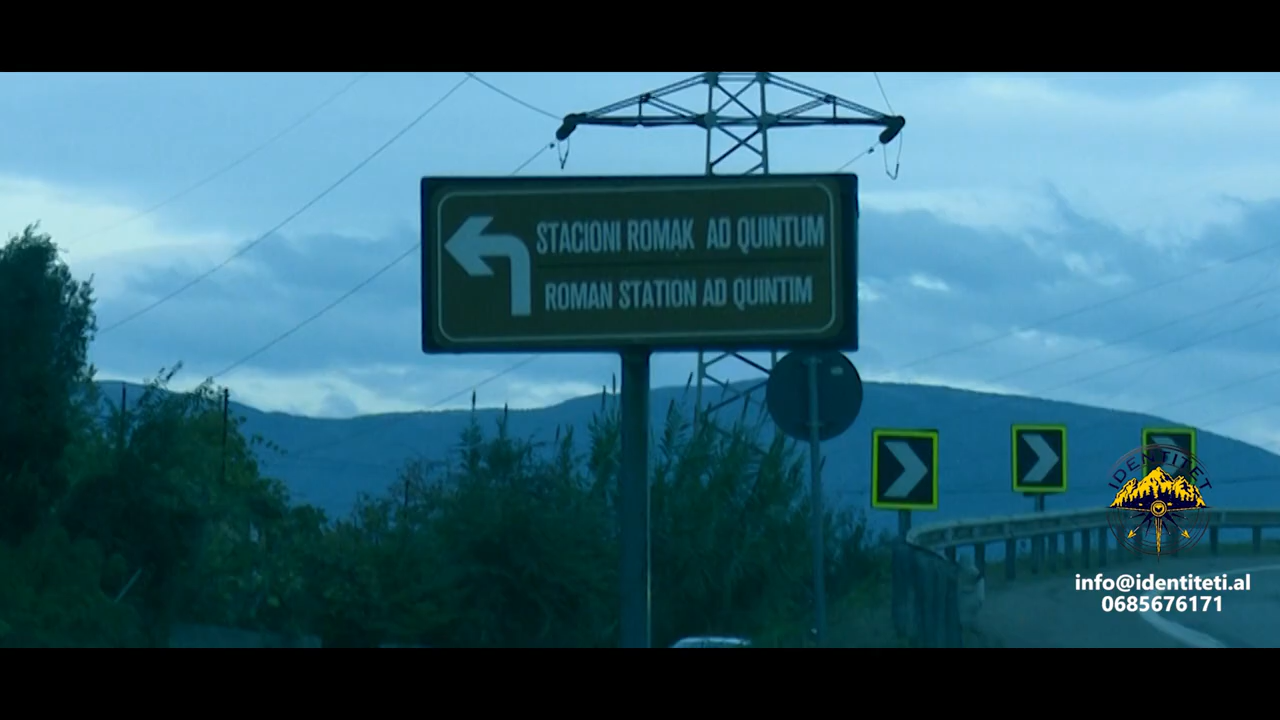 STACIONI ROMAK AD QUINTUM
ROMAN STATION AD QUINTIM
IDENTITET
info@identiteti.al
0685676171